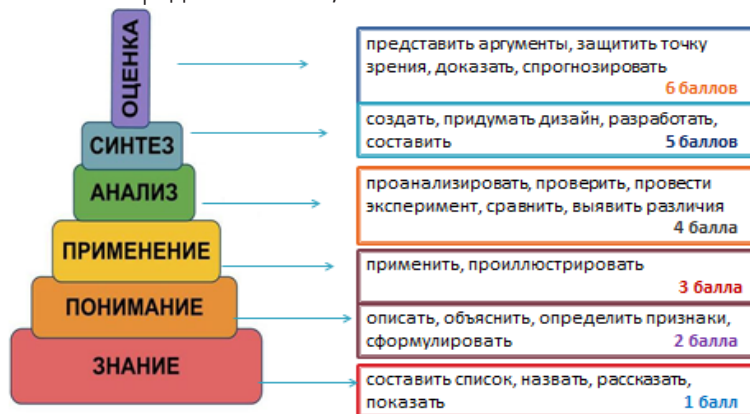 ОЦЕНКА
представить аргументы, защитить точку
зрения, доказать, спрогнозировать
6 баллов
СИНТЕЗ
создать, придумать дизайн, разработать,
составить 5 баллов
АНАЛИЗ
проанализировать, проверить, провести
эксперимент, сравнить, выявить различия
4 балла
ПРИМЕНЕНИЕ
применить, проиллюстрировать
3 балла
ПОНИМАНИЕ
описать, объяснить, определить признаки,
сформулировать 2 балла
ЗНАНИЕ
составить список, назвать, рассказать,
показать 1 балл